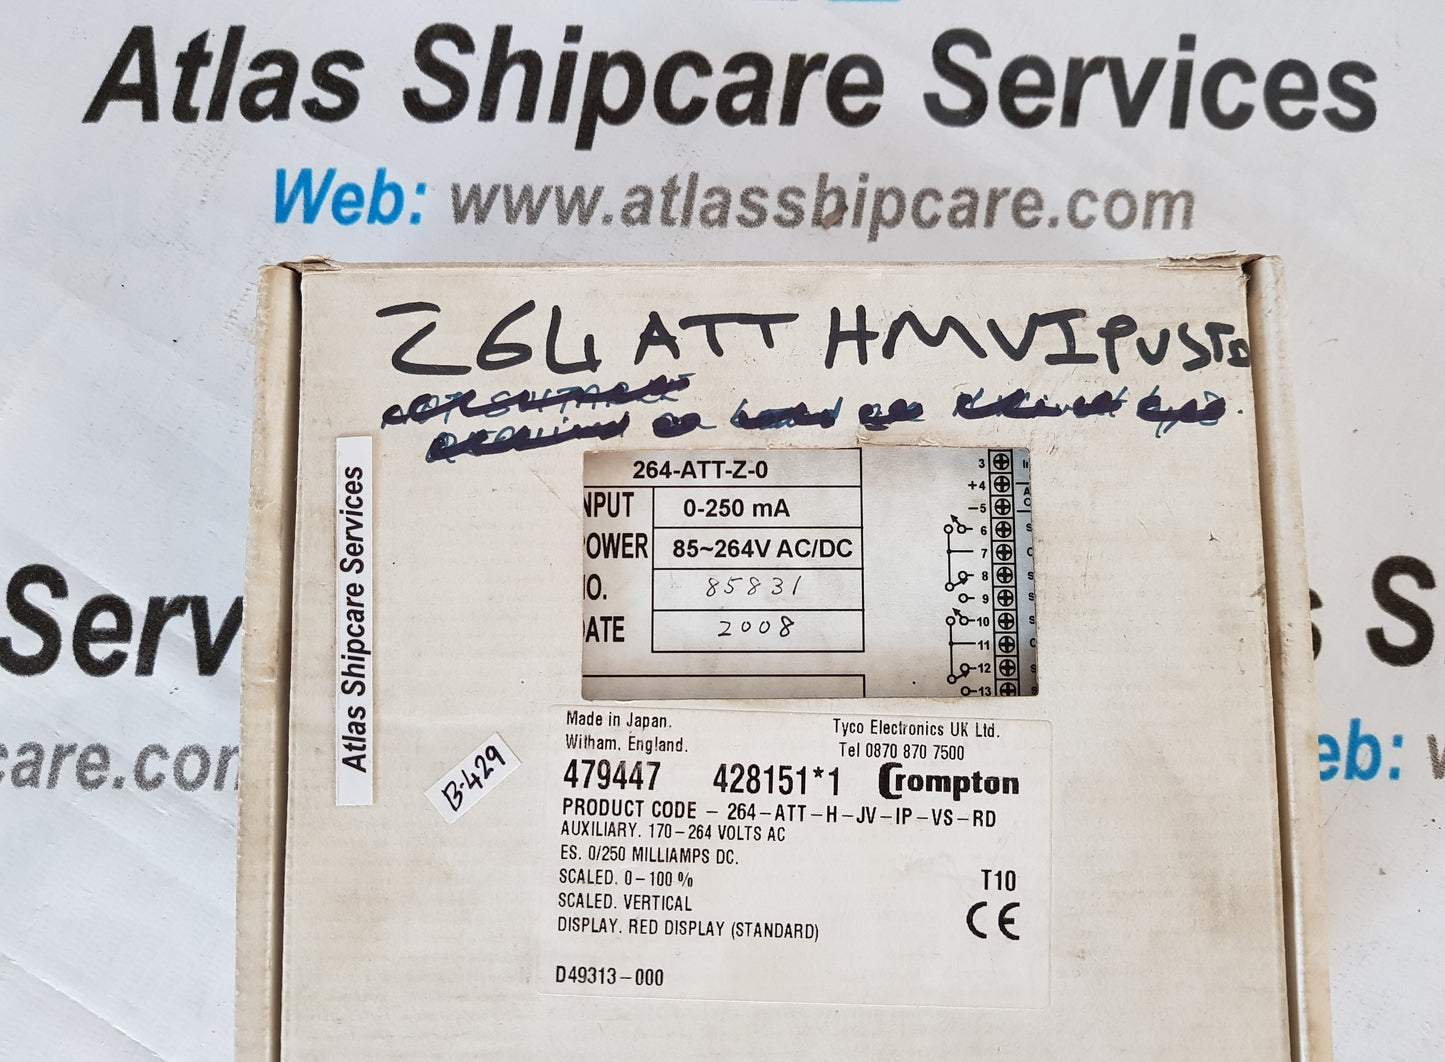 Atlas Shipcare Services
Web: www.atlasshipcare.com
264 ATT HMVIPVSTD
264-ATT-Z-0
NPUT 0-250 mA
POWER 85~264V AC/DC
NO. 85831
DATE 2008
3
+4
-5
6
7
8
9
10
11
12
13
Atlas Shipcare Services
B-429
Made in Japan.
Witham. England.
Tyco Electronics UK Ltd.
Tel 0870 870 7500
479447 428151*1 Crompton
PRODUCT CODE - 264-ATT-H-JV-IP-VS-RD
AUXILIARY. 170-264 VOLTS AC
ES. 0/250 MILLIAMPS DC.
SCALED. 0-100 %
SCALED. VERTICAL
DISPLAY. RED DISPLAY (STANDARD)
T10
CE
D49313-000
Serv
care.com
s S
eb: w